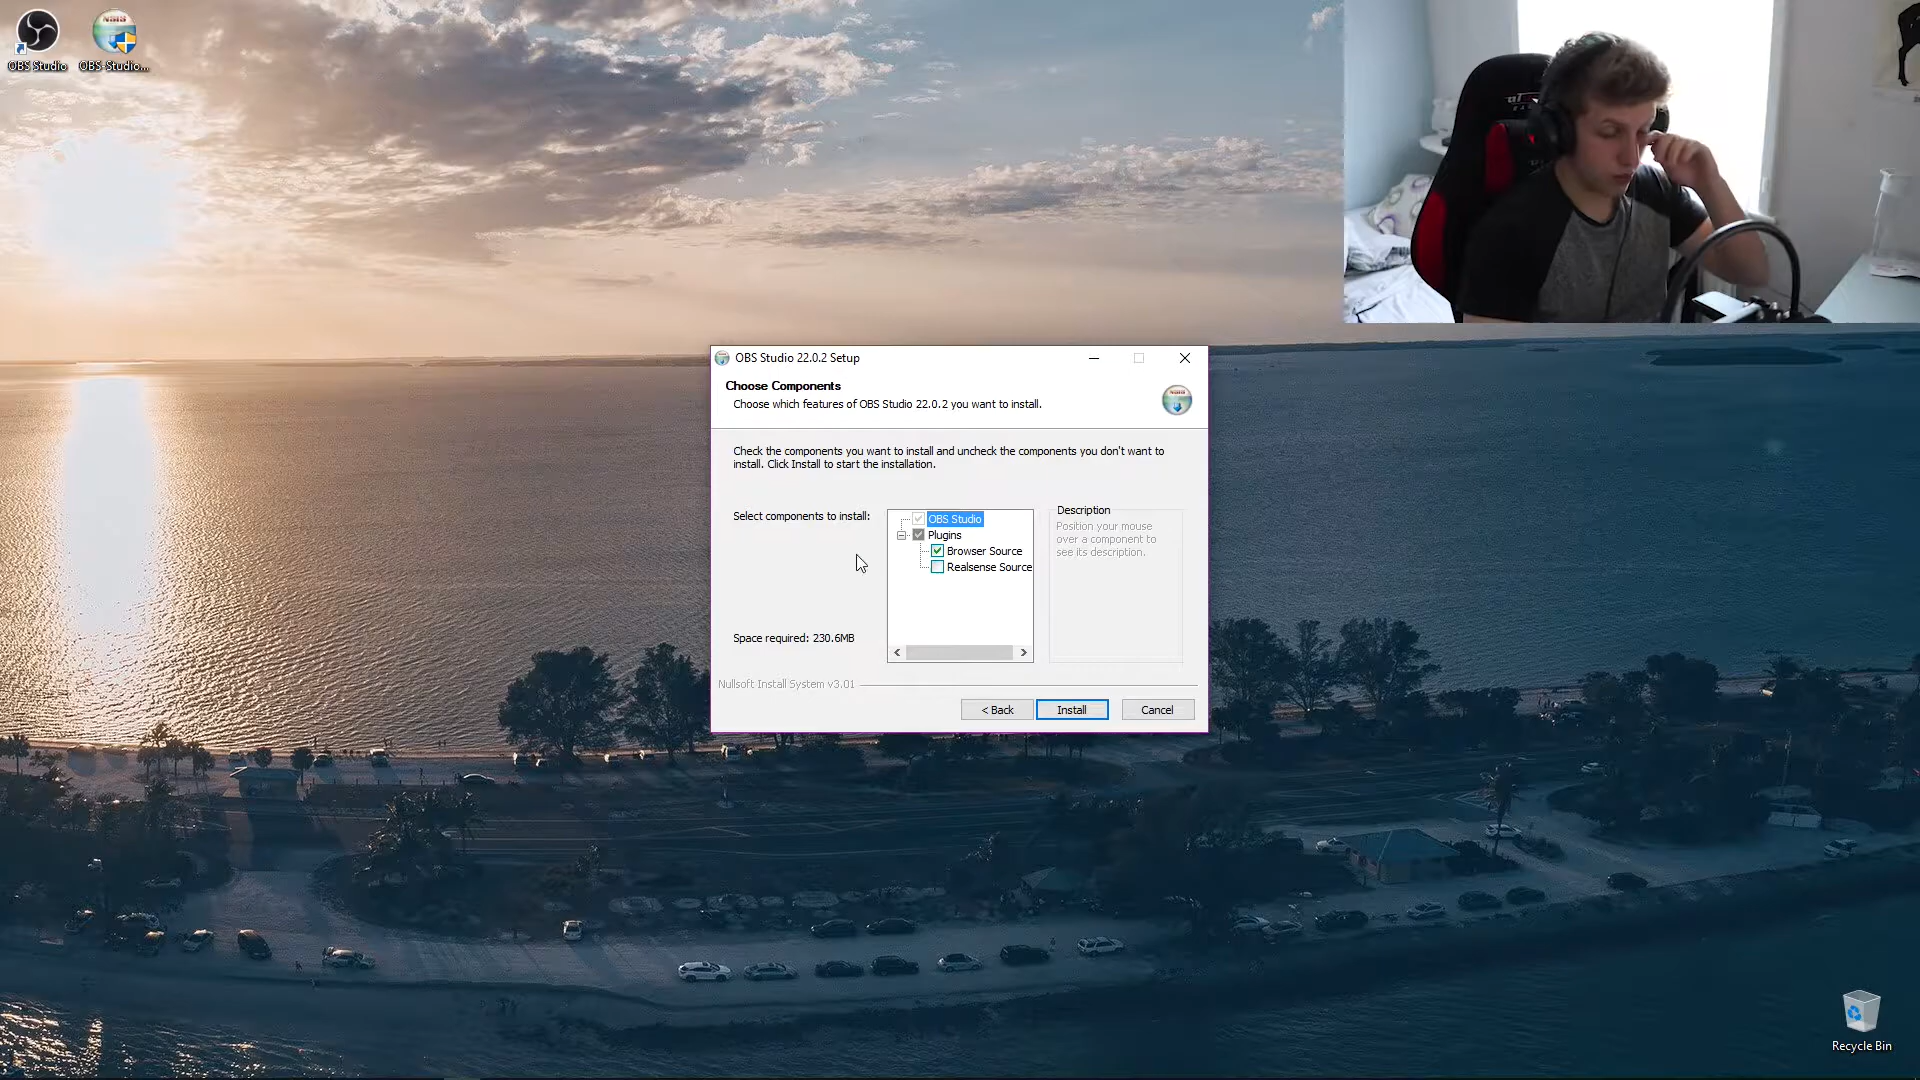 OBS Studio
OBS-Studio...
OBS Studio 22.0.2 Setup
Choose Components
Choose which features of OBS Studio 22.0.2 you want to install.
Check the components you want to install and uncheck the components you don't want to
install. Click Install to start the installation.
Select components to install:
OBS Studio
Plugins
Browser Source
Realsense Source
Description
Position your mouse
over a component to
see its description.
Space required: 230.6MB
Nullsoft Install System v3.01
< Back
Install
Cancel
Recycle Bin